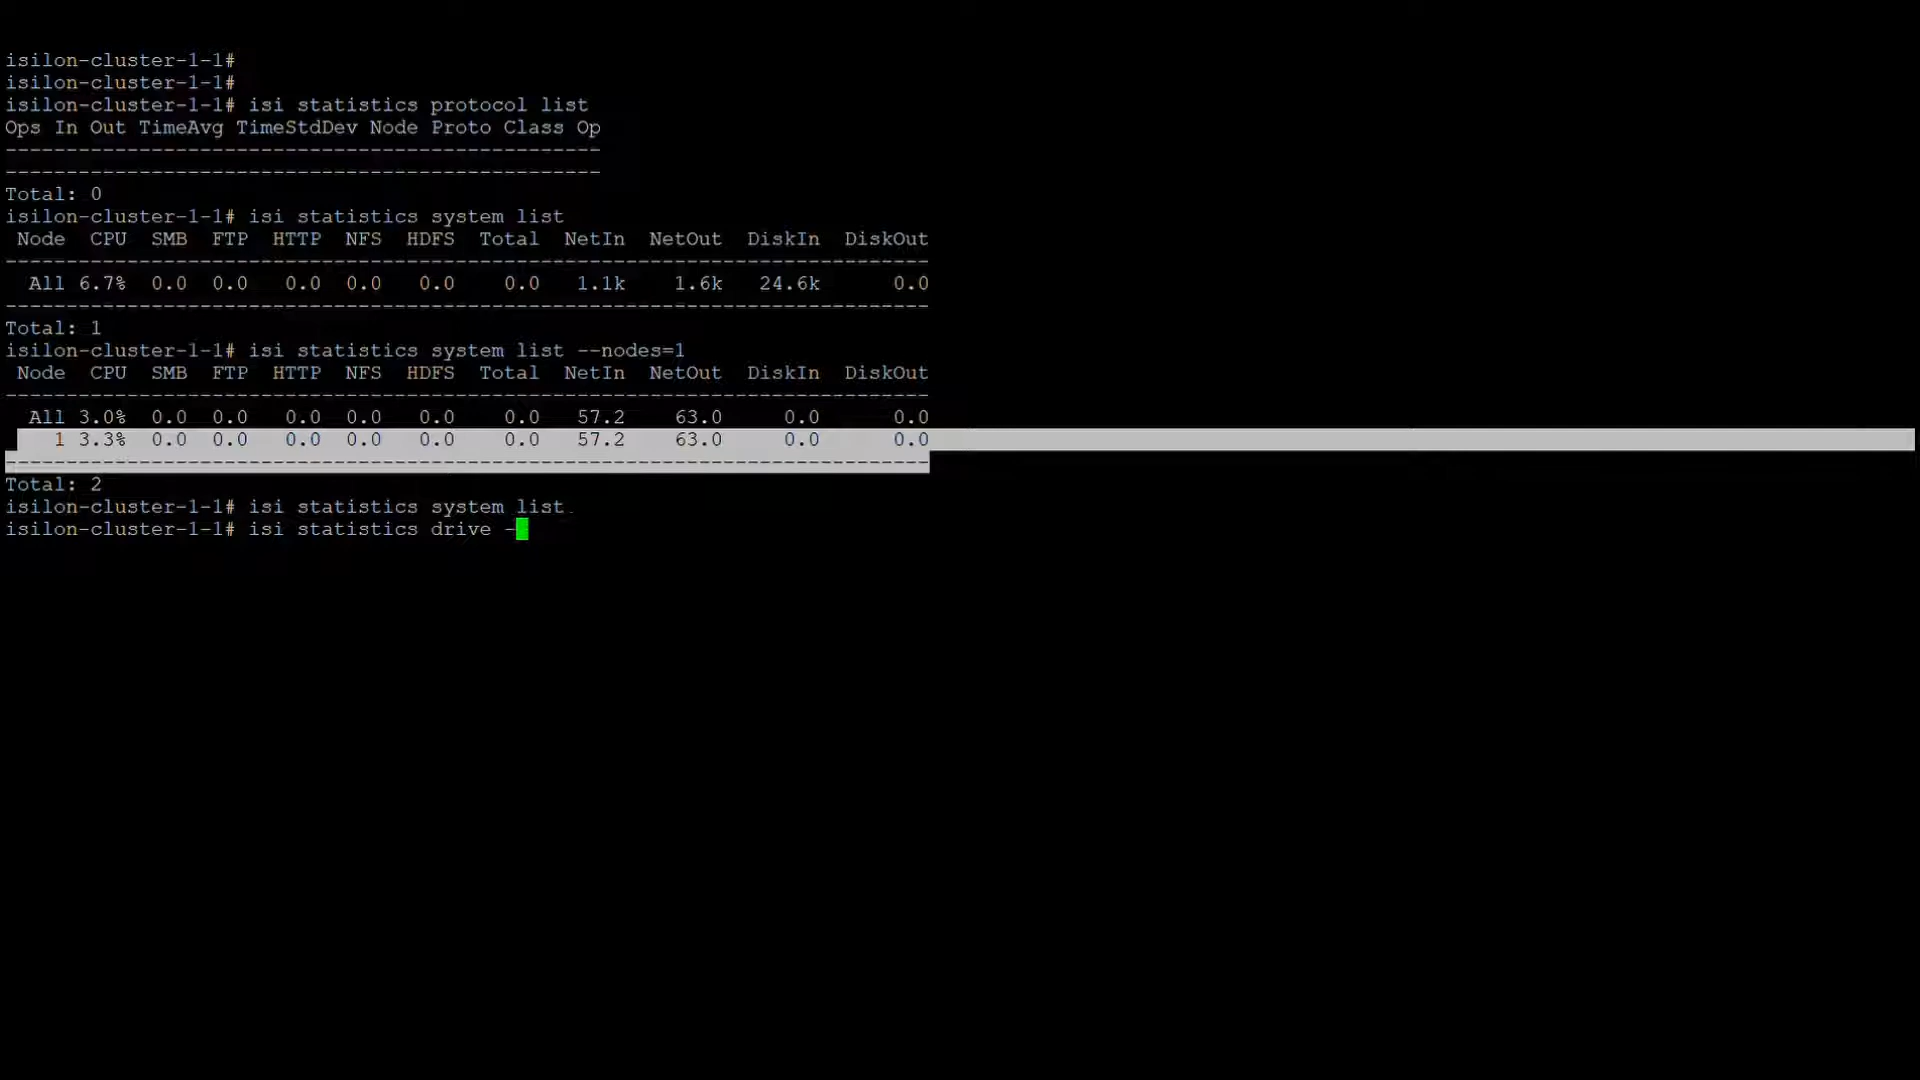 isilon-cluster-1-1#
isilon-cluster-1-1#
isilon-cluster-1-1# isi statistics protocol list
Ops In Out TimeAvg TimeStdDev Node Proto Class Op
-------------------------------------------------
-------------------------------------------------
Total: 0
isilon-cluster-1-1# isi statistics system list
Node CPU SMB FTP HTTP NFS HDFS Total NetIn NetOut DiskIn DiskOut
----------------------------------------------------------------------------
All 6.7% 0.0 0.0 0.0 0.0 0.0 0.0 1.1k 1.6k 24.6k 0.0
----------------------------------------------------------------------------
Total: 1
isilon-cluster-1-1# isi statistics system list --nodes=1
Node CPU SMB FTP HTTP NFS HDFS Total NetIn NetOut DiskIn DiskOut
----------------------------------------------------------------------------
All 3.0% 0.0 0.0 0.0 0.0 0.0 0.0 57.2 63.0 0.0 0.0
1 3.3% 0.0 0.0 0.0 0.0 0.0 0.0 57.2 63.0 0.0 0.0
----------------------------------------------------------------------------
Total: 2
isilon-cluster-1-1# isi statistics system list
isilon-cluster-1-1# isi statistics drive -